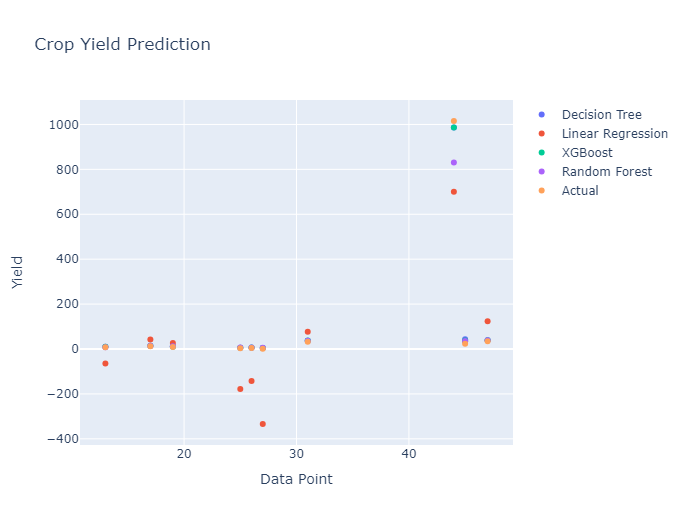 Crop Yield Prediction
1000
800
600
400
200
0
−200
−400
20
30
40
Yield
Data Point
Decision Tree
Linear Regression
XGBoost
Random Forest
Actual